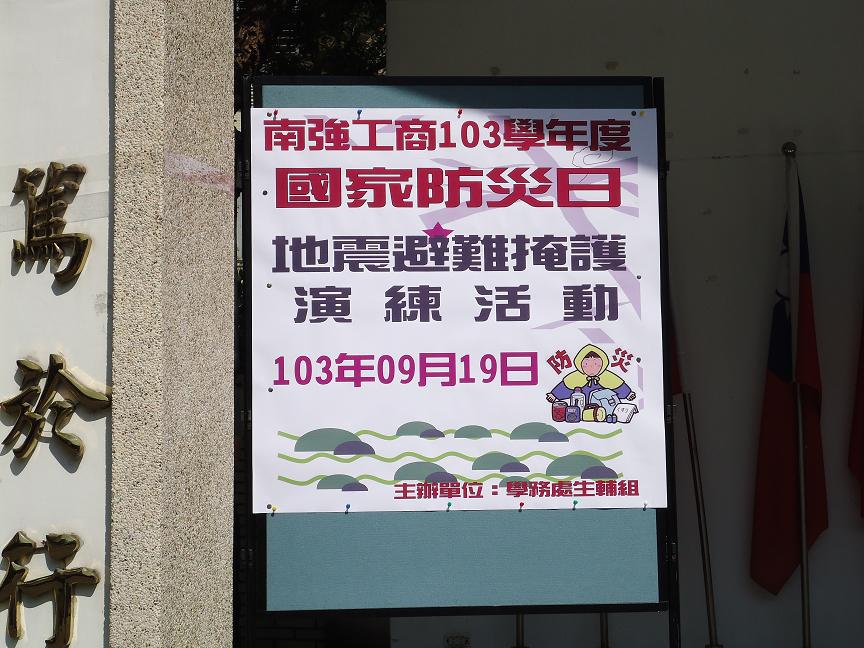 篤於行
南強工商103學年度
國家防災日
地震避難掩護
演練活動
103年09月19日
防災
主辦單位：學務處生輔組